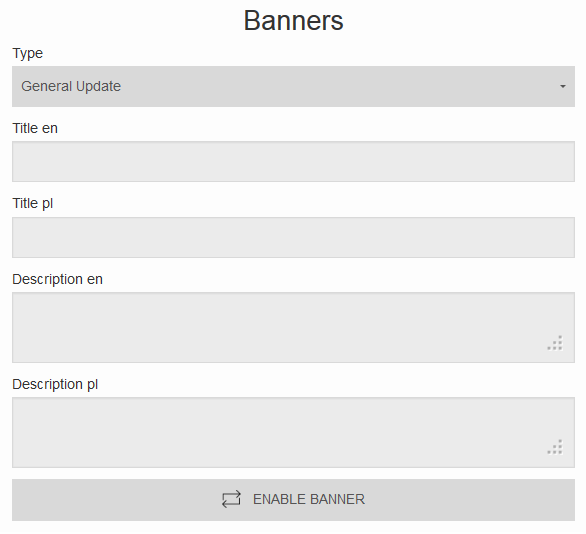 Banners
Type
General Update
Title en
Title pl
Description en
Description pl
ENABLE BANNER